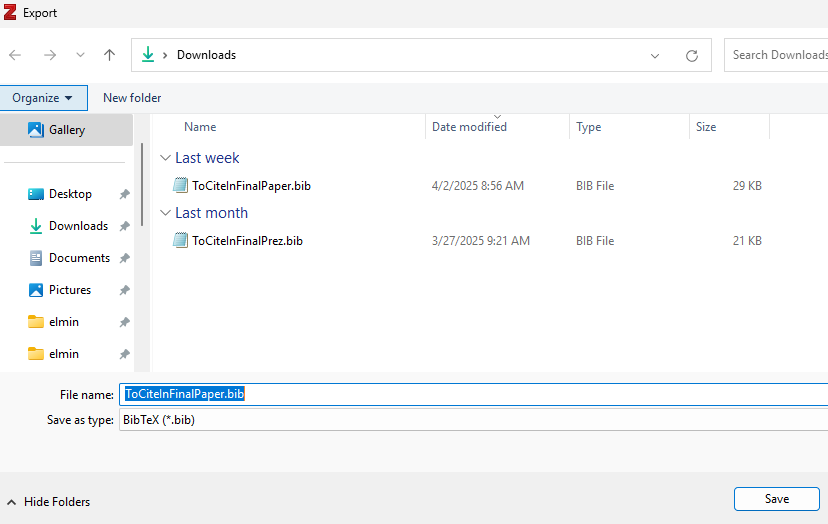 Z Export
Downloads
Search Downloads
Organize
New folder
Gallery
Desktop
Downloads
Documents
Pictures
elmin
elmin
Name Date modified Type Size
Last week
ToCiteInFinalPaper.bib 4/2/2025 8:56 AM BIB File 29 KB
Last month
ToCiteInFinalPrez.bib 3/27/2025 9:21 AM BIB File 21 KB
File name: ToCiteInFinalPaper.bib
Save as type: BibTeX (*.bib)
Hide Folders
Save